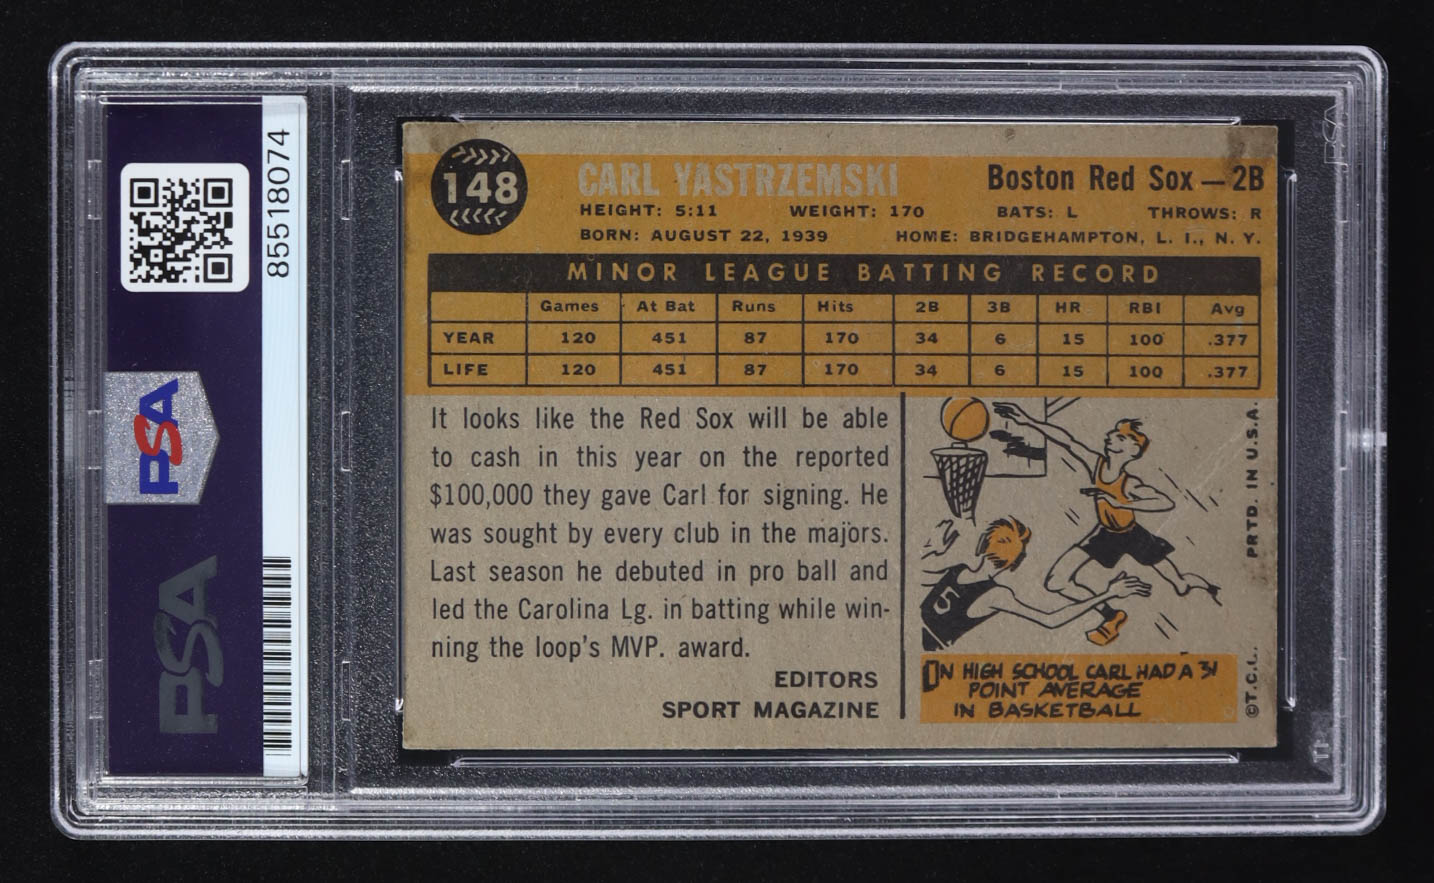 85518074
PSA
PSA
148
CARL YASTRZEMSKI
Boston Red Sox — 2B
HEIGHT: 5:11 WEIGHT: 170 BATS: L THROWS: R
BORN: AUGUST 22, 1939 HOME: BRIDGEHAMPTON, L. I., N. Y.
MINOR LEAGUE BATTING RECORD
Games At Bat Runs Hits 2B 3B HR RBI Avg
YEAR 120 451 87 170 34 6 15 100 .377
LIFE 120 451 87 170 34 6 15 100 .377
It looks like the Red Sox will be able
to cash in this year on the reported
$100,000 they gave Carl for signing. He
was sought by every club in the majors.
Last season he debuted in pro ball and
led the Carolina Lg. in batting while win-
ning the loop's MVP. award.
EDITORS
SPORT MAGAZINE
5
IN HIGH SCHOOL CARL HAD A 31
POINT AVERAGE
IN BASKETBALL
©T.C.L. PRTD. IN U.S.A.
PSA